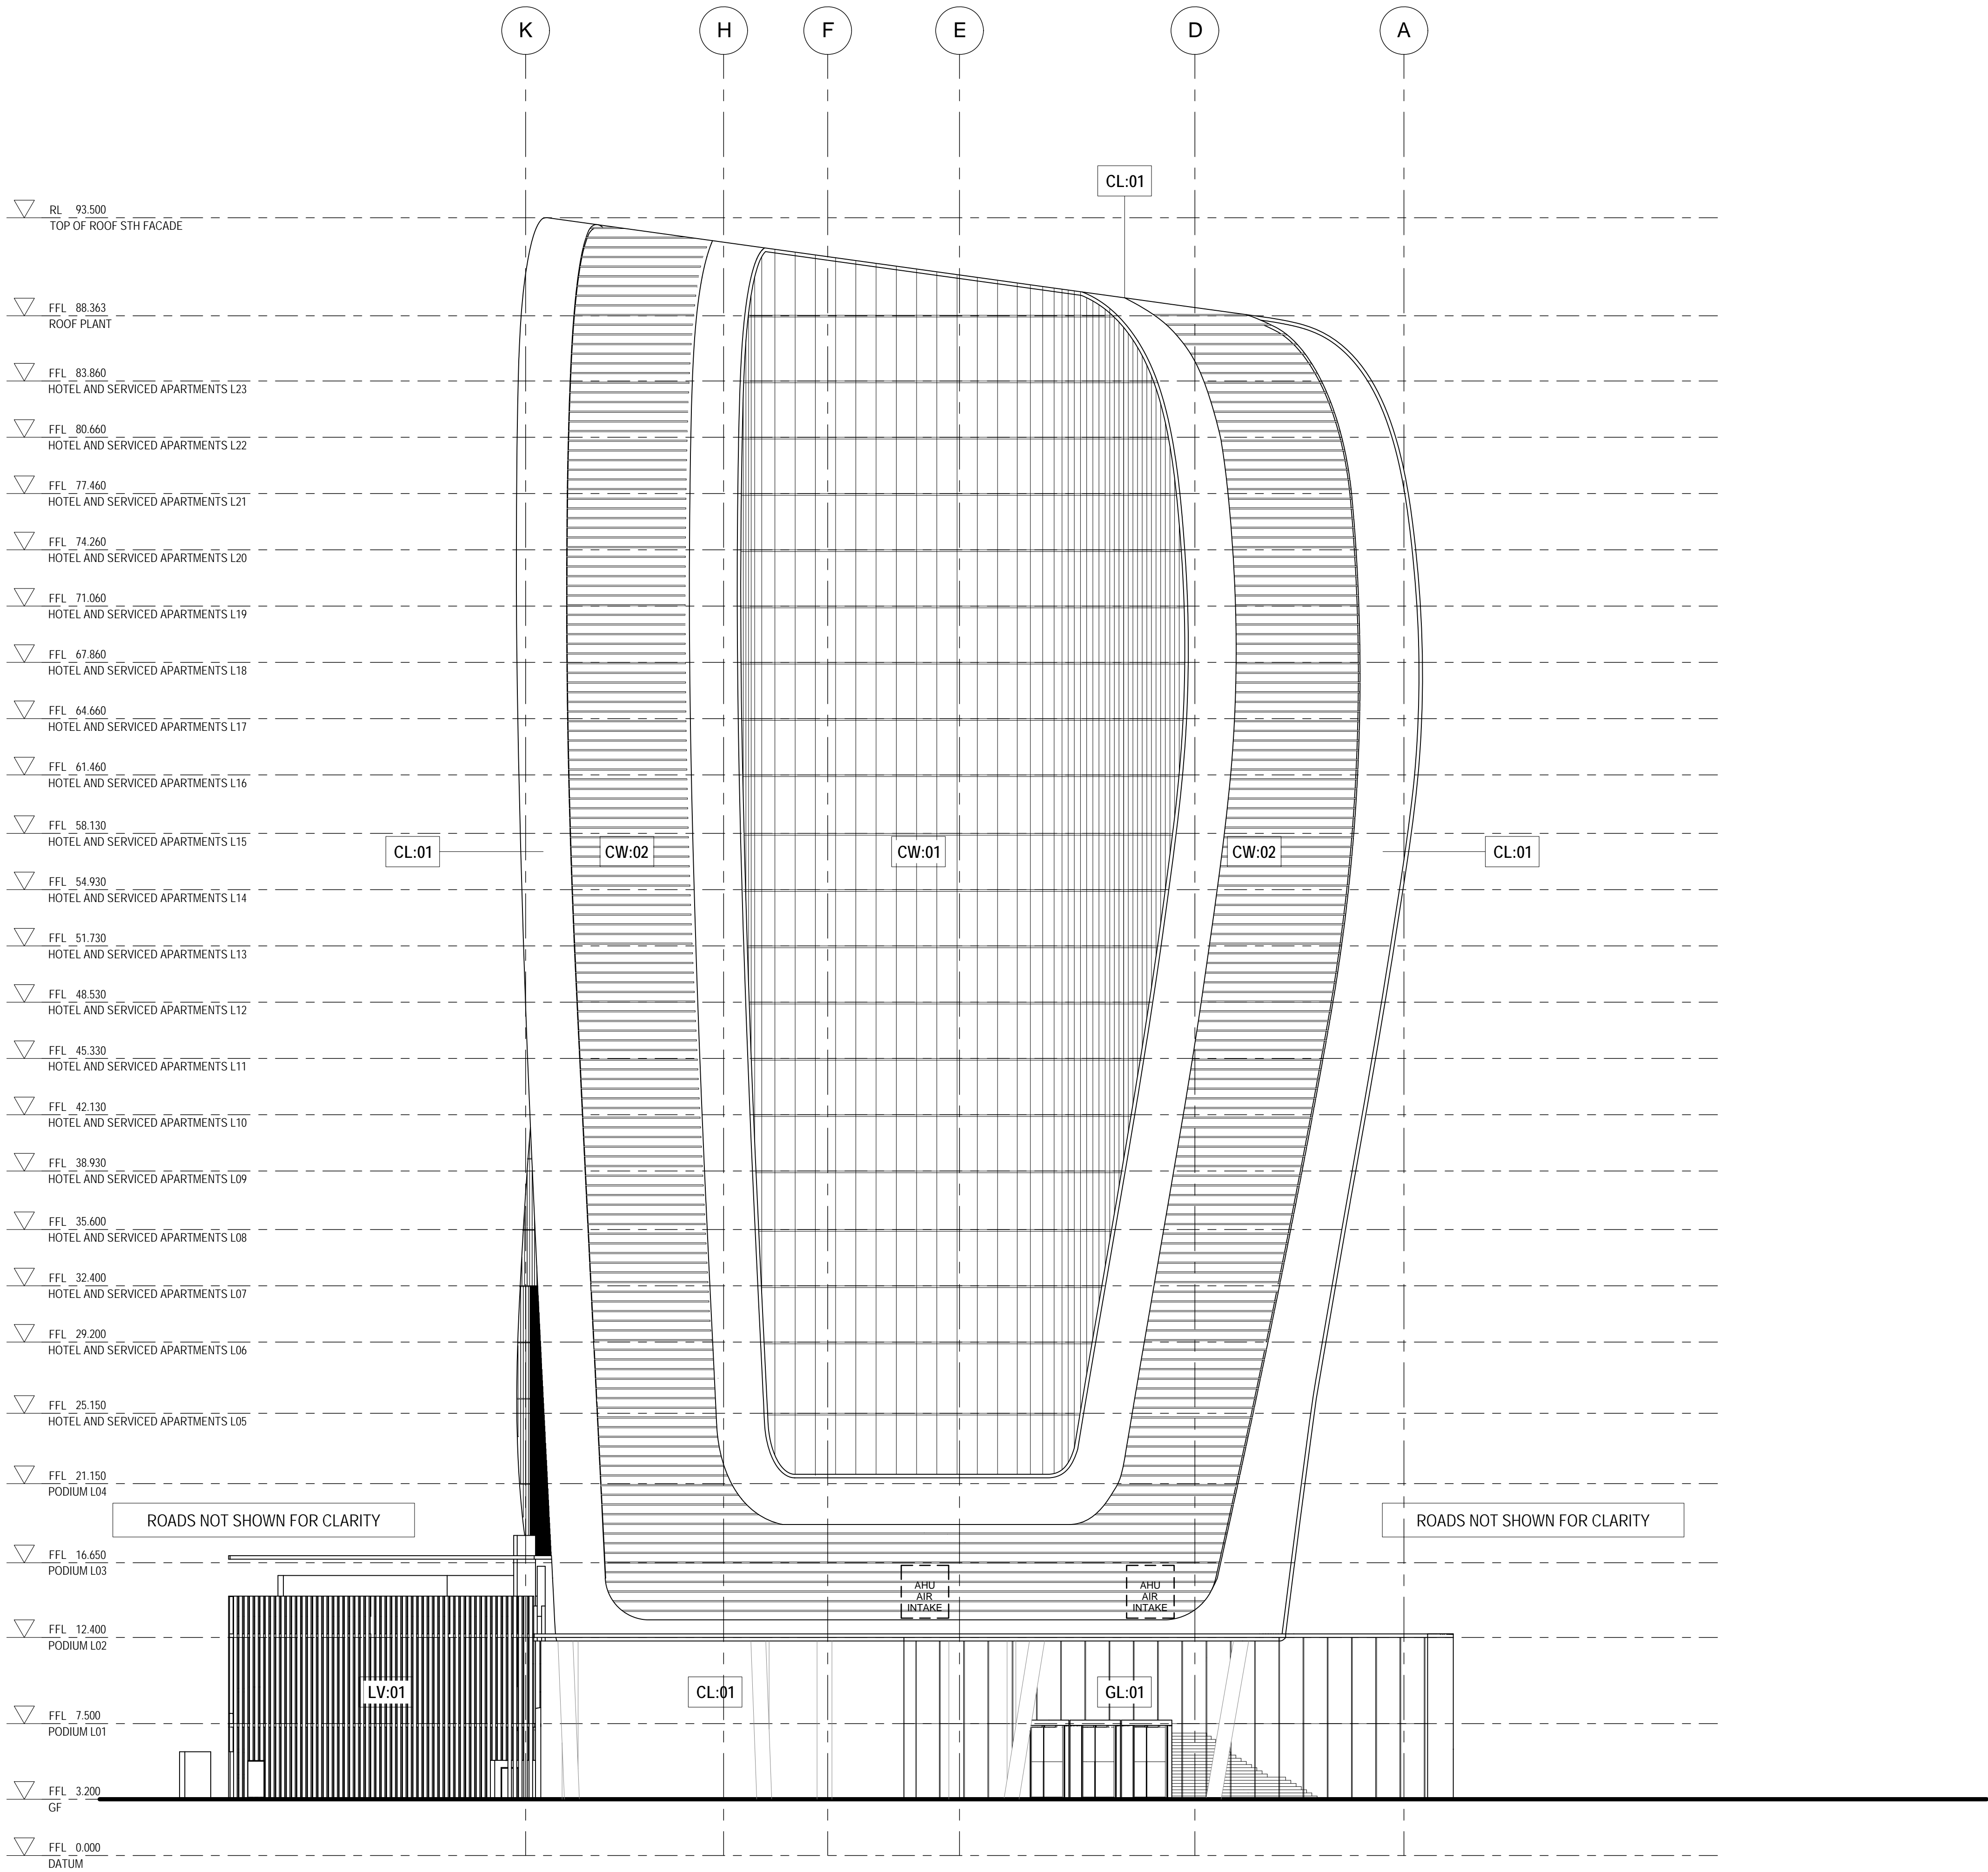 K H F E D A
CL:01
RL 93.500
TOP OF ROOF STH FACADE
FFL 88.363
ROOF PLANT
FFL 83.860
HOTEL AND SERVICED APARTMENTS L23
FFL 80.660
HOTEL AND SERVICED APARTMENTS L22
FFL 77.460
HOTEL AND SERVICED APARTMENTS L21
FFL 74.260
HOTEL AND SERVICED APARTMENTS L20
FFL 71.060
HOTEL AND SERVICED APARTMENTS L19
FFL 67.860
HOTEL AND SERVICED APARTMENTS L18
FFL 64.660
HOTEL AND SERVICED APARTMENTS L17
FFL 61.460
HOTEL AND SERVICED APARTMENTS L16
FFL 58.130
HOTEL AND SERVICED APARTMENTS L15
CL:01 CW:02 CW:01 CW:02 CL:01
FFL 54.930
HOTEL AND SERVICED APARTMENTS L14
FFL 51.730
HOTEL AND SERVICED APARTMENTS L13
FFL 48.530
HOTEL AND SERVICED APARTMENTS L12
FFL 45.330
HOTEL AND SERVICED APARTMENTS L11
FFL 42.130
HOTEL AND SERVICED APARTMENTS L10
FFL 38.930
HOTEL AND SERVICED APARTMENTS L09
FFL 35.600
HOTEL AND SERVICED APARTMENTS L08
FFL 32.400
HOTEL AND SERVICED APARTMENTS L07
FFL 29.200
HOTEL AND SERVICED APARTMENTS L06
FFL 25.150
HOTEL AND SERVICED APARTMENTS L05
FFL 21.150
PODIUM L04
ROADS NOT SHOWN FOR CLARITY
ROADS NOT SHOWN FOR CLARITY
FFL 16.650
PODIUM L03
AHU
AIR
INTAKE
AHU
AIR
INTAKE
FFL 12.400
PODIUM L02
LV:01 CL:01 GL:01
FFL 7.500
PODIUM L01
FFL 3.200
GF
FFL 0.000
DATUM